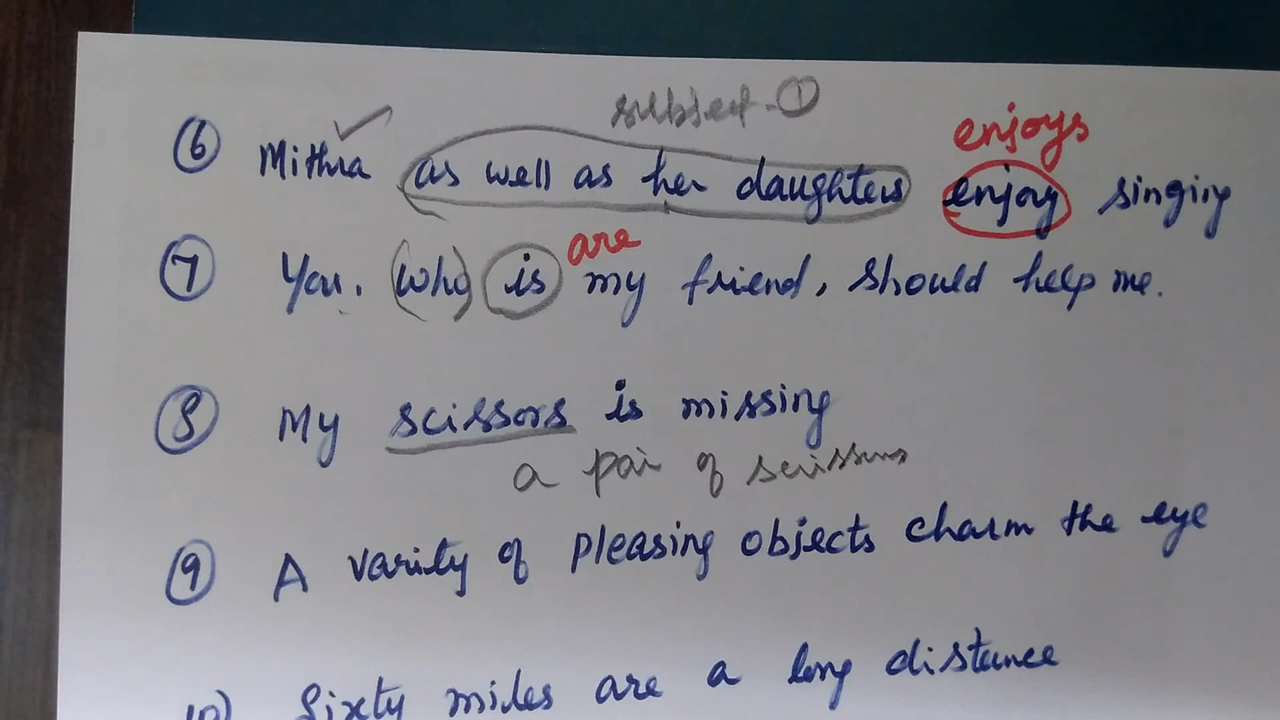 subject - ①
enjoys
⑥ Mithra as well as her daughters enjoy singing
are
⑦ You, (who) is my friend, should help me.
⑧ My scissors is missing
a pair of scissors
⑨ A varity of pleasing objects charm the eye
10) Sixty miles are a long distance